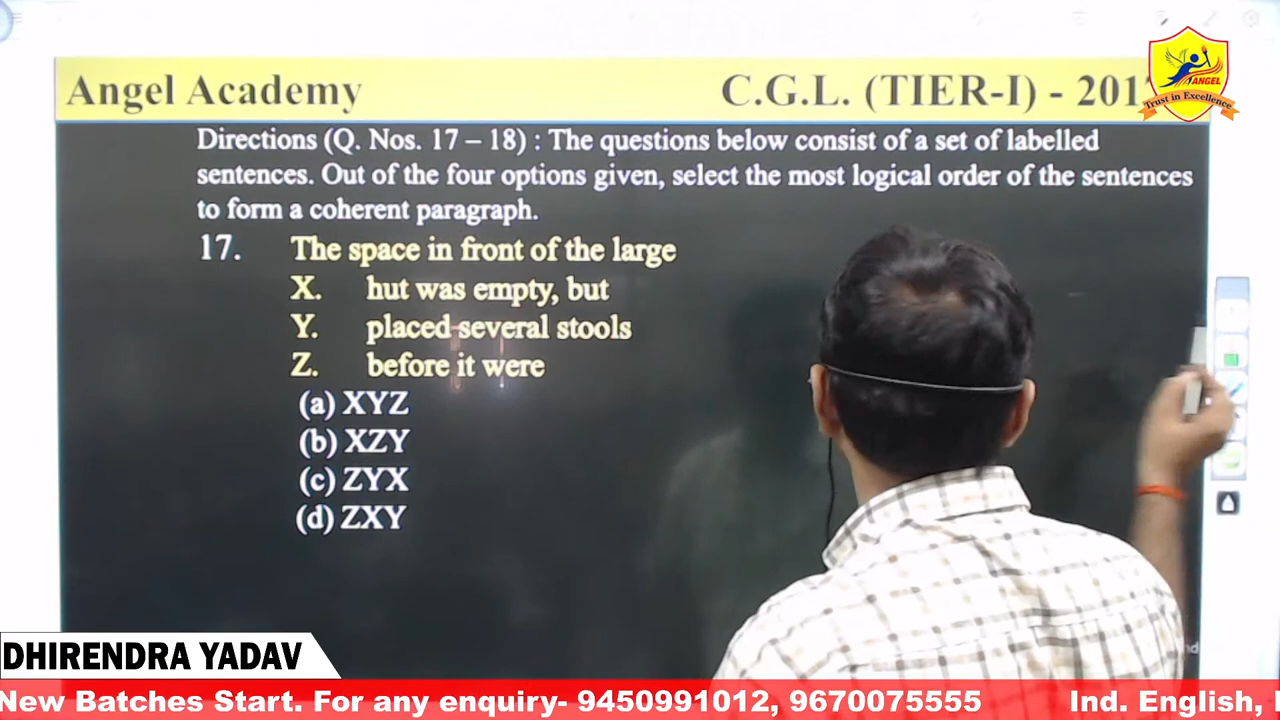 Angel Academy C.G.L. (TIER-I) - 201
ANGEL
Trust in Excellence
Directions (Q. Nos. 17 – 18) : The questions below consist of a set of labelled
sentences. Out of the four options given, select the most logical order of the sentences
to form a coherent paragraph.
17. The space in front of the large
X. hut was empty, but
Y. placed several stools
Z. before it were
(a) XYZ
(b) XZY
(c) ZYX
(d) ZXY
DHIRENDRA YADAV
New Batches Start. For any enquiry- 9450991012, 9670075555 Ind. English,